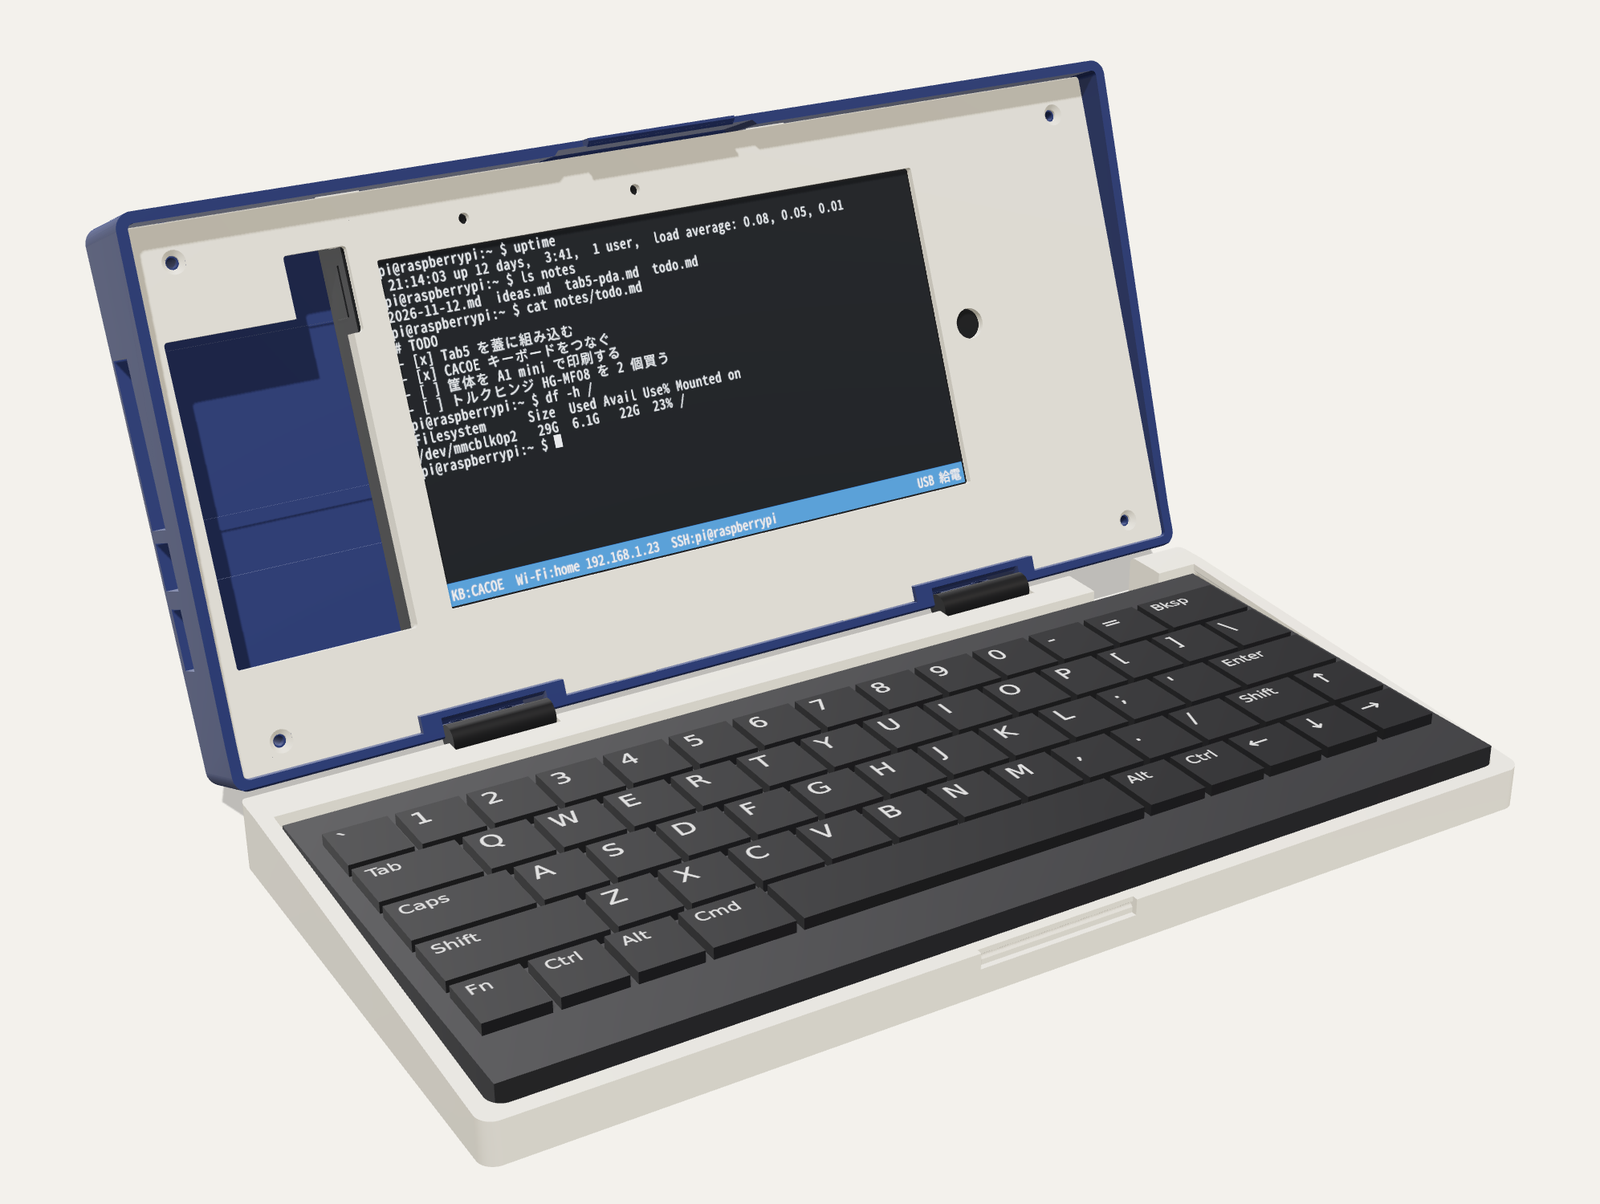 pi@raspberrypi:~ $ uptime
21:14:03 up 12 days,  3:41,  1 user,  load average: 0.08, 0.05, 0.01
pi@raspberrypi:~ $ ls notes
2026-11-12.md  ideas.md  tab5-pda.md  todo.md
pi@raspberrypi:~ $ cat notes/todo.md
# TODO
- [x] Tab5 を蓋に組み込む
- [x] CACOE キーボードをつなぐ
- [ ] 筐体を A1 mini で印刷する
- [ ] トルクヒンジ HG-MF08 を 2 個買う
pi@raspberrypi:~ $ df -h /
Filesystem      Size  Used Avail Use% Mounted on
/dev/mmcblk0p2   29G  6.1G   22G  23% /
pi@raspberrypi:~ $
KB:CACOE  Wi-Fi:home 192.168.1.23  SSH:pi@raspberrypi  USB 給電
` 1 2 3 4 5 6 7 8 9 0 - = Bksp
Tab Q W E R T Y U I O P [ ] \
Caps A S D F G H J K L ; ' Enter
Shift Z X C V B N M , . / Shift ↑
Fn Ctrl Alt Cmd Alt Ctrl ← ↓ →